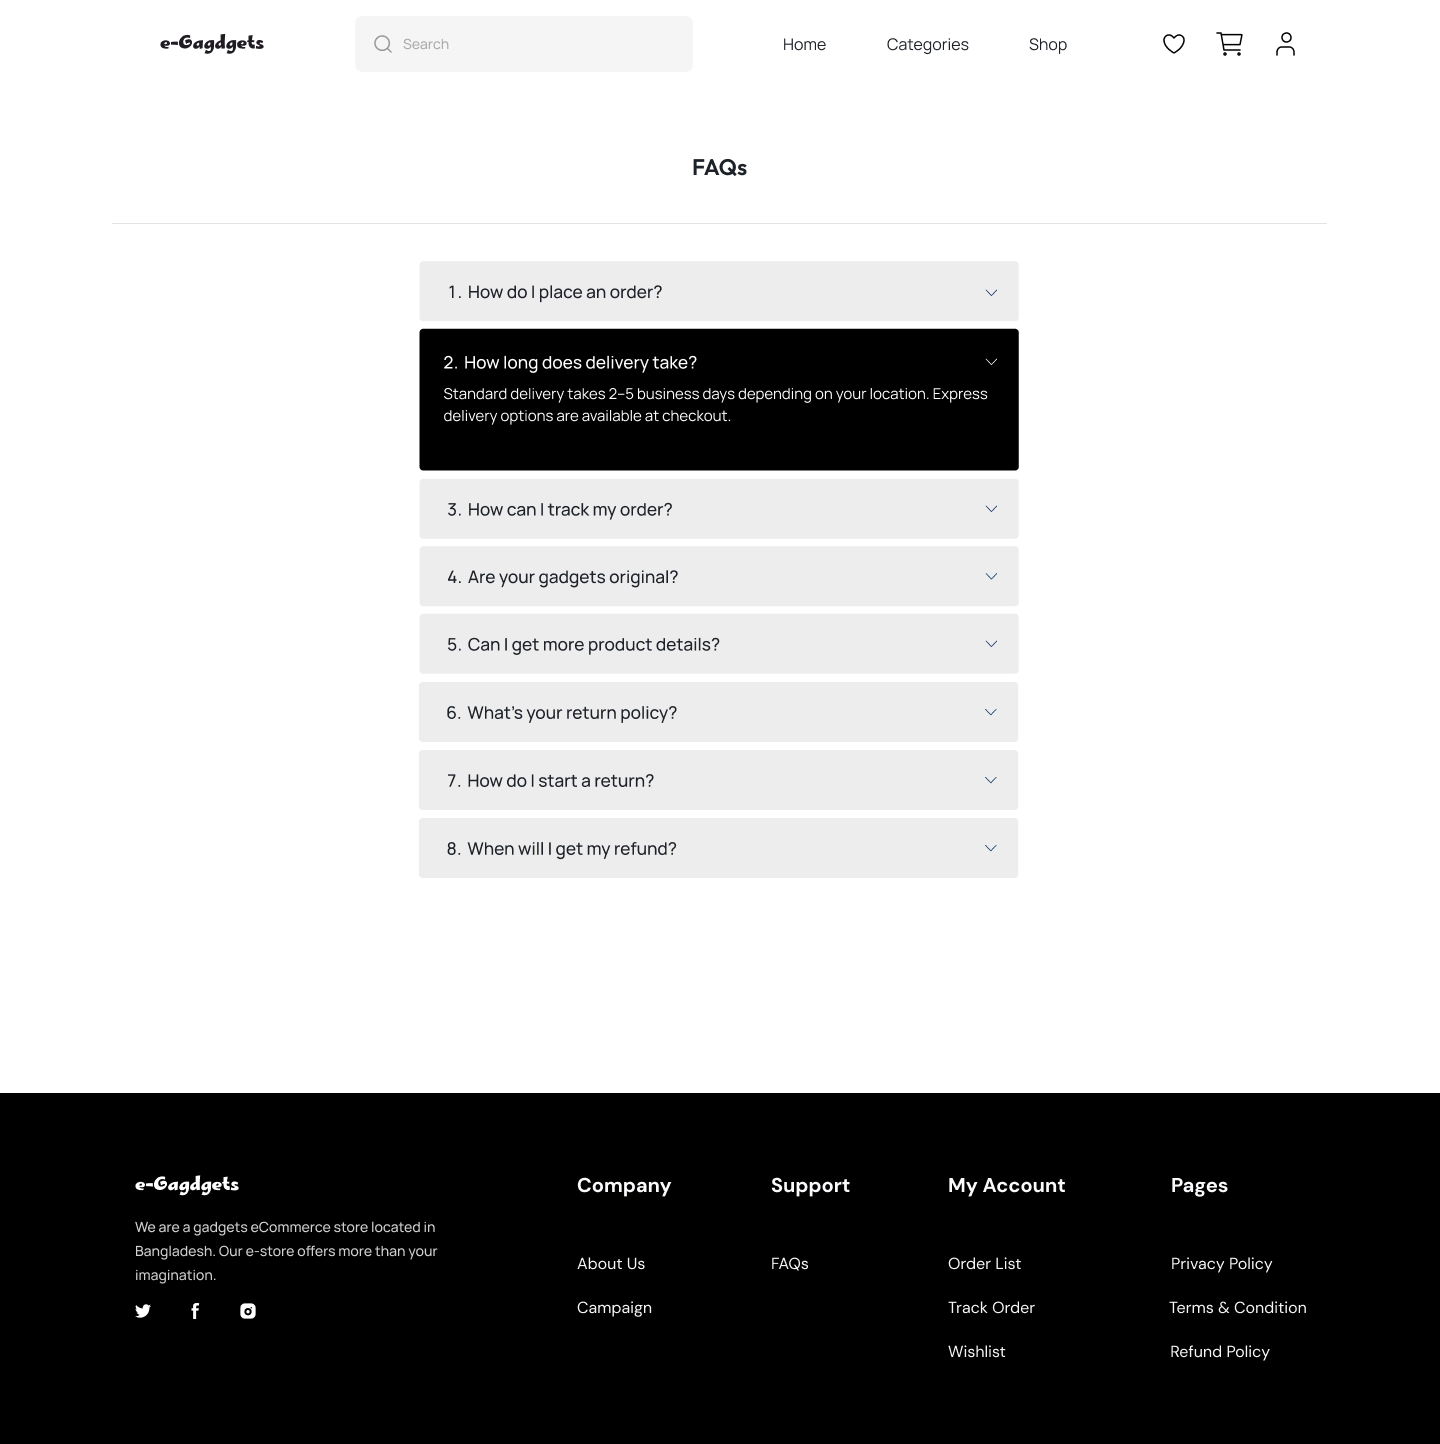 e-Gagdgets
Search
Home
Categories
Shop
FAQs
1. How do I place an order?
2. How long does delivery take?
Standard delivery takes 2–5 business days depending on your location. Express
delivery options are available at checkout.
3. How can I track my order?
4. Are your gadgets original?
5. Can I get more product details?
6. What's your return policy?
7. How do I start a return?
8. When will I get my refund?
e-Gagdgets
We are a gadgets eCommerce store located in
Bangladesh. Our e-store offers more than your
imagination.
Company
About Us
Campaign
Support
FAQs
My Account
Order List
Track Order
Wishlist
Pages
Privacy Policy
Terms & Condition
Refund Policy